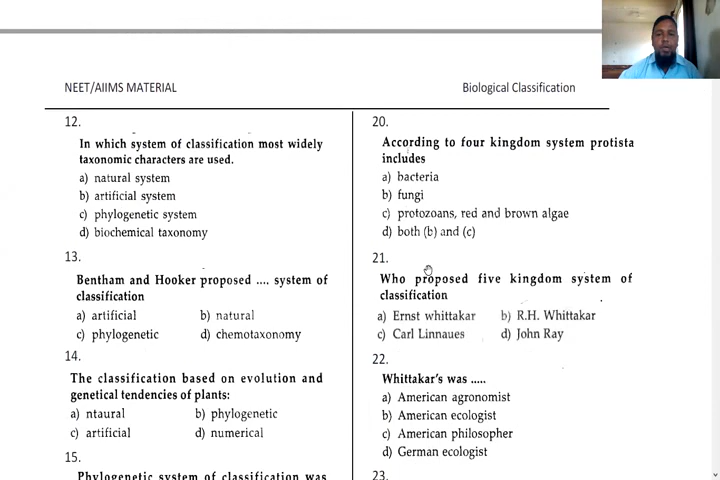 NEET/AIIMS MATERIAL
Biological Classification
12.
In which system of classification most widely
taxonomic characters are used.
a) natural system
b) artificial system
c) phylogenetic system
d) biochemical taxonomy
13.
Bentham and Hooker proposed .... system of
classification
a) artificial b) natural
c) phylogenetic d) chemotaxonomy
14.
The classification based on evolution and
genetical tendencies of plants:
a) ntaural b) phylogenetic
c) artificial d) numerical
15.
Phylogenetic system of classification was
20.
According to four kingdom system protista
includes
a) bacteria
b) fungi
c) protozoans, red and brown algae
d) both (b) and (c)
21.
Who proposed five kingdom system of
classification
a) Ernst whittakar b) R.H. Whittakar
c) Carl Linnaues d) John Ray
22.
Whittakar's was .....
a) American agronomist
b) American ecologist
c) American philosopher
d) German ecologist
23.